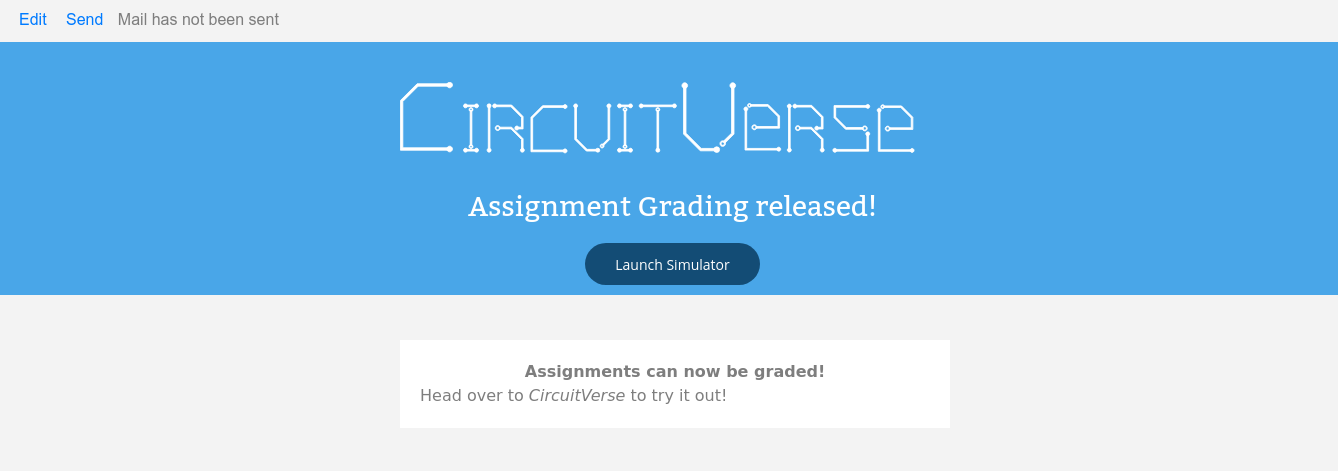 Edit Send Mail has not been sent
CircuitVerse
Assignment Grading released!
Launch Simulator
Assignments can now be graded!
Head over to CircuitVerse to try it out!